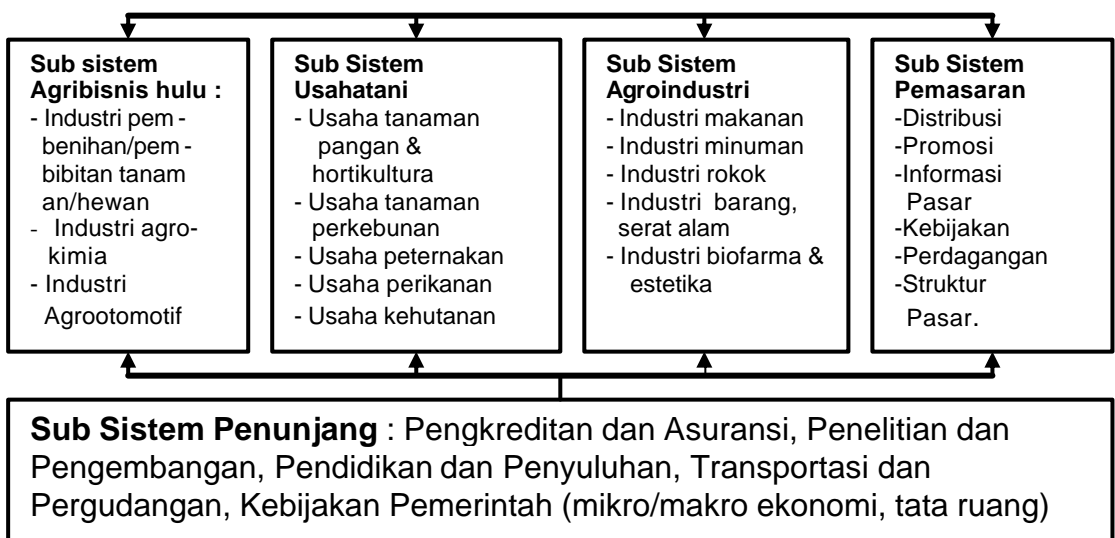 Sub sistem
Agribisnis hulu :
- Industri pem -
benihan/pem -
bibitan tanam
an/hewan
- Industri agro-
kimia
- Industri
Agrootomotif
Sub Sistem
Usahatani
- Usaha tanaman
pangan &
hortikultura
- Usaha tanaman
perkebunan
- Usaha peternakan
- Usaha perikanan
- Usaha kehutanan
Sub Sistem
Agroindustri
- Industri makanan
- Industri minuman
- Industri rokok
- Industri barang,
serat alam
- Industri biofarma &
estetika
Sub Sistem
Pemasaran
-Distribusi
-Promosi
-Informasi
Pasar
-Kebijakan
-Perdagangan
-Struktur
Pasar.
Sub Sistem Penunjang : Pengkreditan dan Asuransi, Penelitian dan
Pengembangan, Pendidikan dan Penyuluhan, Transportasi dan
Pergudangan, Kebijakan Pemerintah (mikro/makro ekonomi, tata ruang)